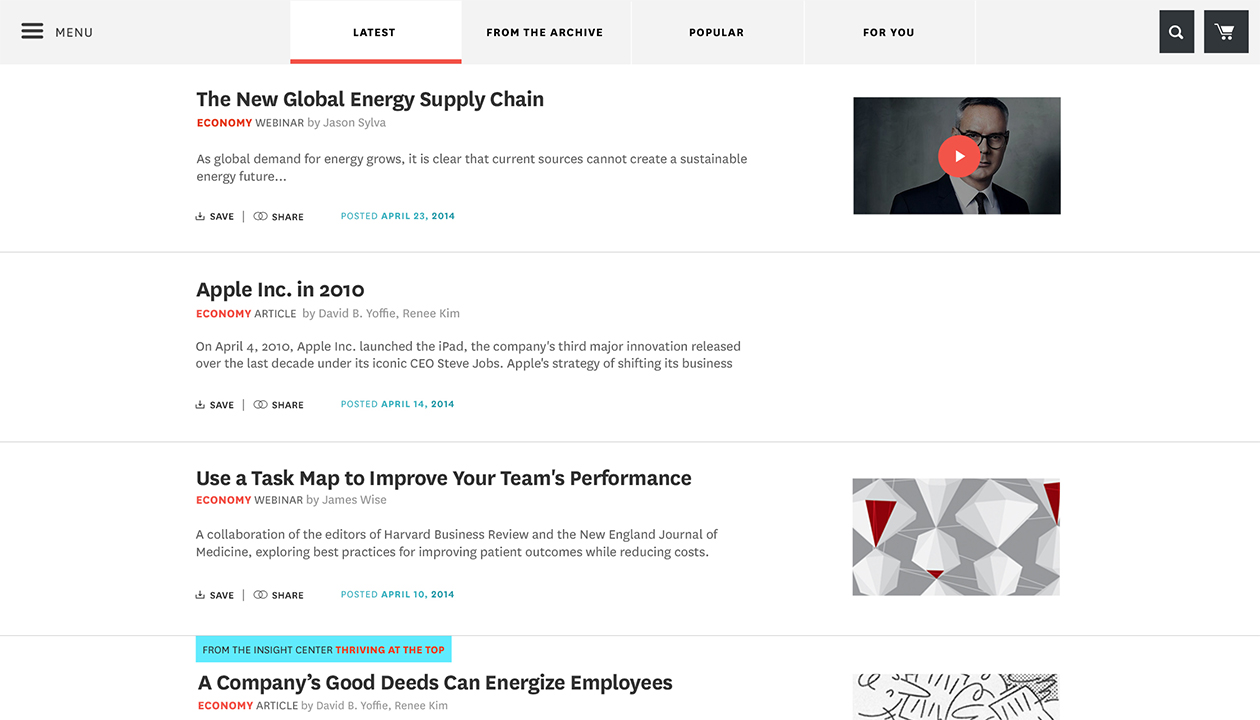 MENU
LATEST
FROM THE ARCHIVE
POPULAR
FOR YOU
The New Global Energy Supply Chain
ECONOMY WEBINAR by Jason Sylva
As global demand for energy grows, it is clear that current sources cannot create a sustainable
energy future...
SAVE | SHARE POSTED APRIL 23, 2014
Apple Inc. in 2010
ECONOMY ARTICLE by David B. Yoffie, Renee Kim
On April 4, 2010, Apple Inc. launched the iPad, the company's third major innovation released
over the last decade under its iconic CEO Steve Jobs. Apple's strategy of shifting its business
SAVE | SHARE POSTED APRIL 14, 2014
Use a Task Map to Improve Your Team's Performance
ECONOMY WEBINAR by James Wise
A collaboration of the editors of Harvard Business Review and the New England Journal of
Medicine, exploring best practices for improving patient outcomes while reducing costs.
SAVE | SHARE POSTED APRIL 10, 2014
FROM THE INSIGHT CENTER THRIVING AT THE TOP
A Company’s Good Deeds Can Energize Employees
ECONOMY ARTICLE by David B. Yoffie, Renee Kim